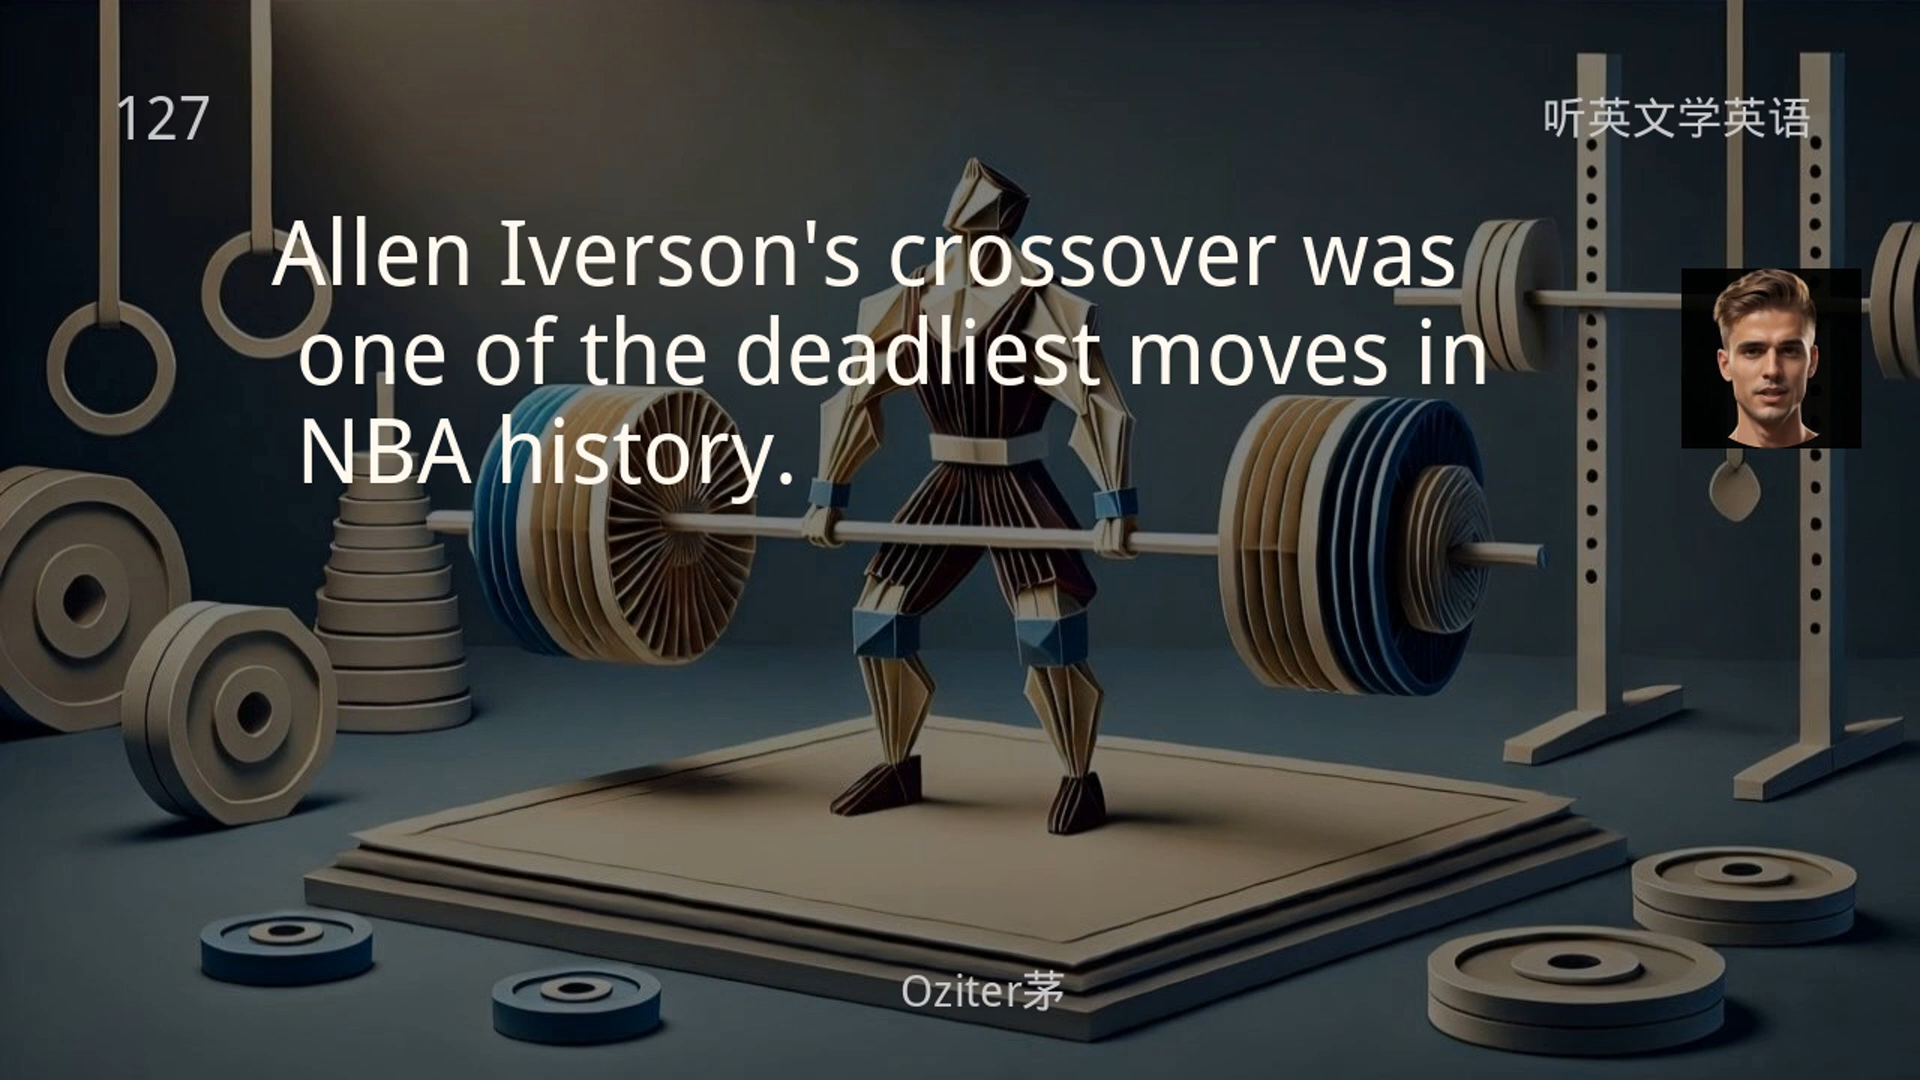 127
听英文学英语
Allen Iverson's crossover was
one of the deadliest moves in
NBA history.
Oziter茅